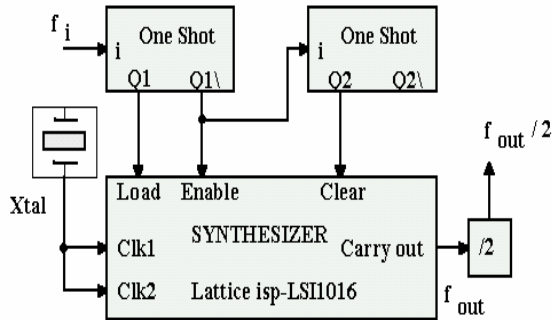 f i
One Shot
i
Q1 Q1\
One Shot
i
Q2 Q2\
f out / 2
Xtal
Load Enable Clear
SYNTHESIZER
Clk1 Carry out
/2
Clk2 Lattice isp-LSI1016
f out